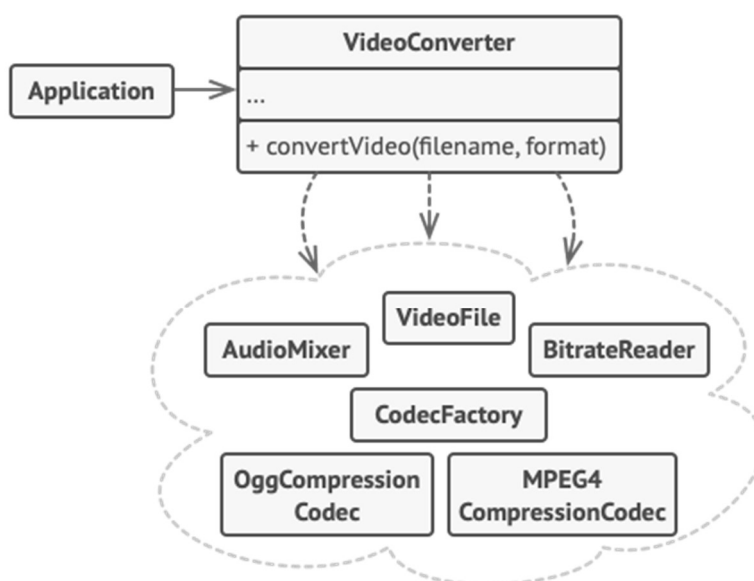 VideoConverter
Application
...
+ convertVideo(filename, format)
VideoFile
AudioMixer
BitrateReader
CodecFactory
OggCompression
Codec
MPEG4
CompressionCodec